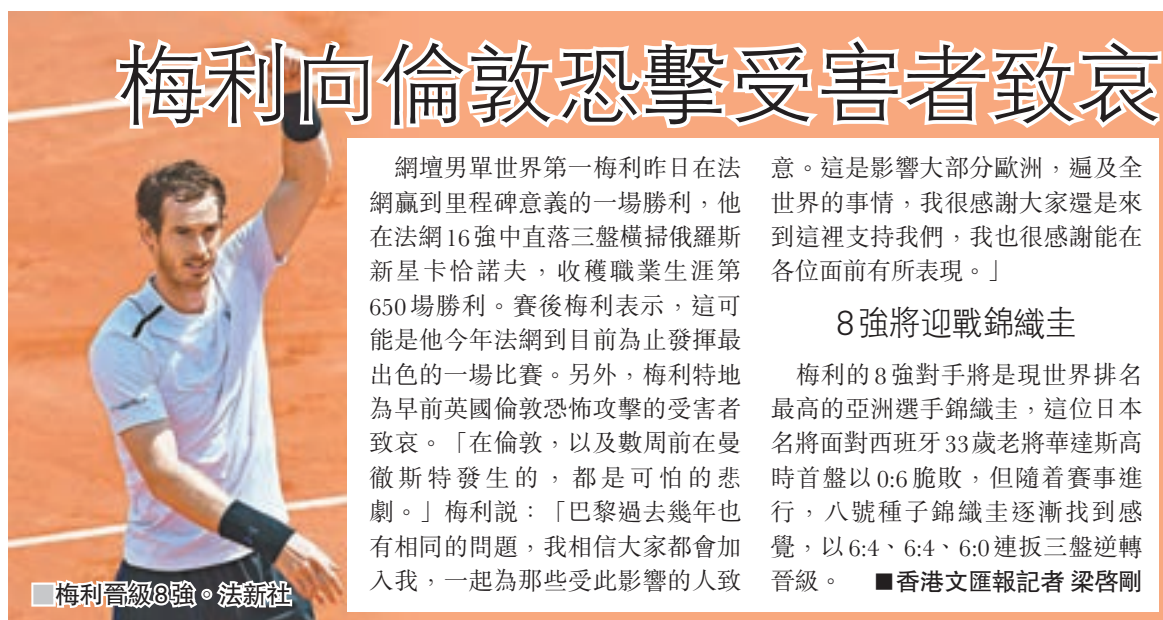 梅利向倫敦恐擊受害者致哀
網壇男單世界第一梅利昨日在法
網贏到里程碑意義的一場勝利，他
在法網16強中直落三盤橫掃俄羅斯
新星卡恰諾夫，收穫職業生涯第
650場勝利。賽後梅利表示，這可
能是他今年法網到目前為止發揮最
出色的一場比賽。另外，梅利特地
為早前英國倫敦恐怖攻擊的受害者
致哀。「在倫敦，以及數周前在曼
徹斯特發生的，都是可怕的悲
劇。」梅利説：「巴黎過去幾年也
有相同的問題，我相信大家都會加
入我，一起為那些受此影響的人致
意。這是影響大部分歐洲，遍及全
世界的事情，我很感謝大家還是來
到這裡支持我們，我也很感謝能在
各位面前有所表現。」
8強將迎戰錦織圭
梅利的8強對手將是現世界排名
最高的亞洲選手錦織圭，這位日本
名將面對西班牙33歲老將華達斯高
時首盤以0:6脆敗，但隨着賽事進
行，八號種子錦織圭逐漸找到感
覺，以6:4、6:4、6:0連扳三盤逆轉
晉級。 ■香港文匯報記者 梁啓剛
■梅利晉級8強。法新社